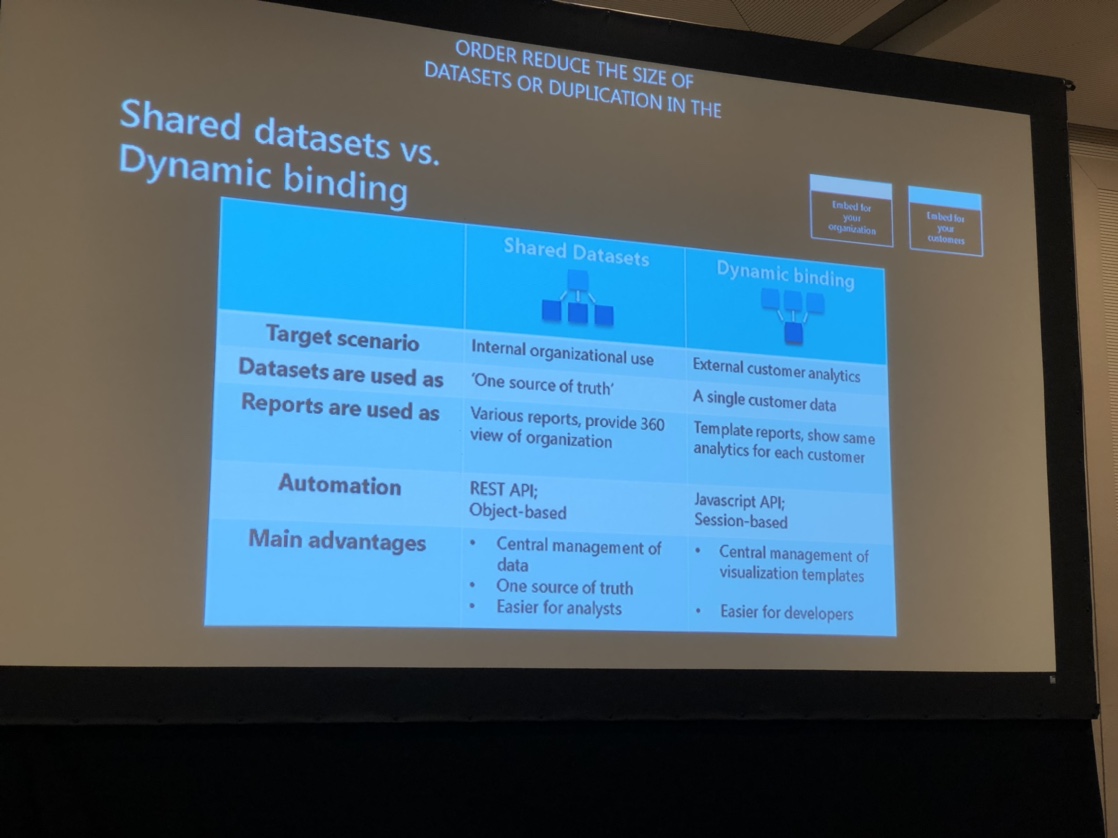 ORDER REDUCE THE SIZE OF
DATASETS OR DUPLICATION IN THE
Shared datasets vs.
Dynamic binding
Embed for
your
organization
Embed for
your
customers
Shared Datasets
Dynamic binding
Target scenario
Internal organizational use
External customer analytics
Datasets are used as
‘One source of truth’
A single customer data
Reports are used as
Various reports, provide 360
view of organization
Template reports, show same
analytics for each customer
Automation
REST API;
Object-based
Javascript API;
Session-based
Main advantages
• Central management of
data
• One source of truth
• Easier for analysts
• Central management of
visualization templates
• Easier for developers